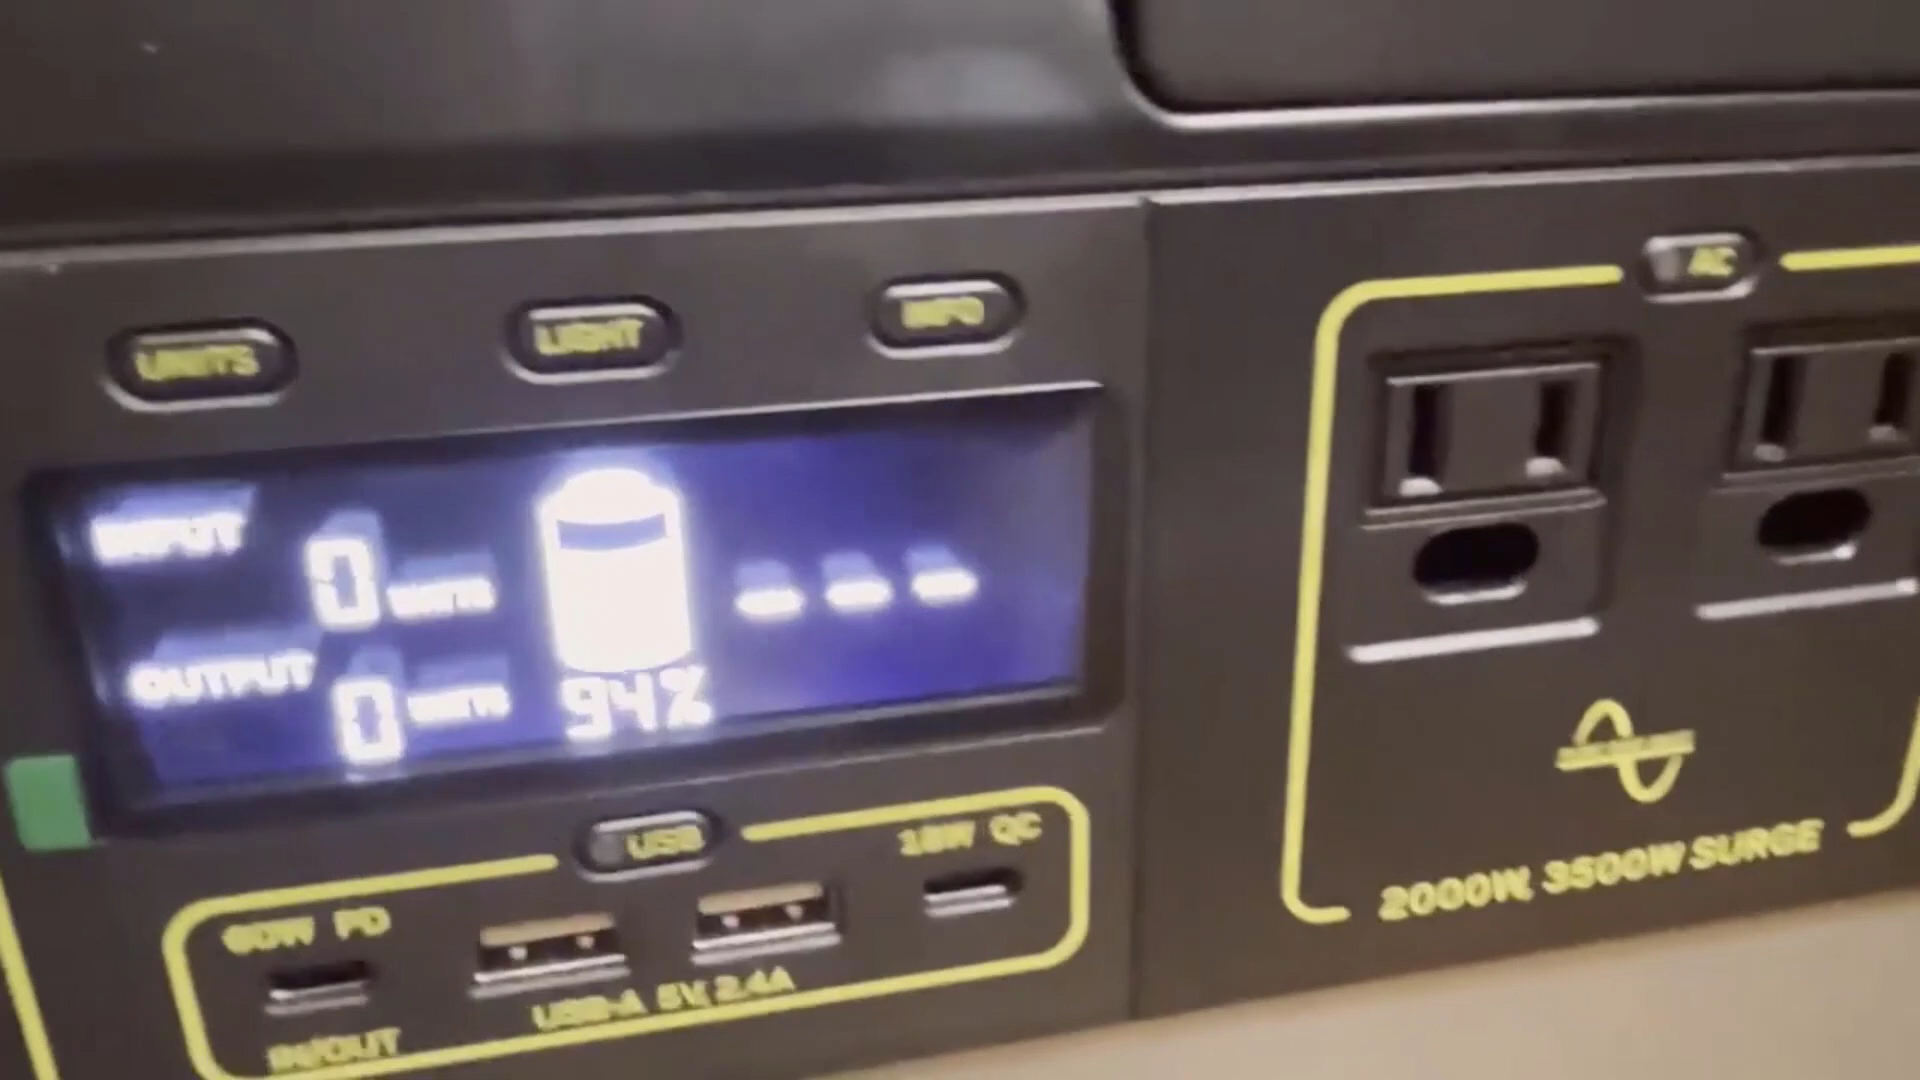 UNITS
LIGHT
INFO
AC
INPUT
0 WATTS
OUTPUT
0 WATTS
94%
---
USB
60W PD
18W QC
USB-A 5V, 2.4A
IN/OUT
2000W, 3500W SURGE